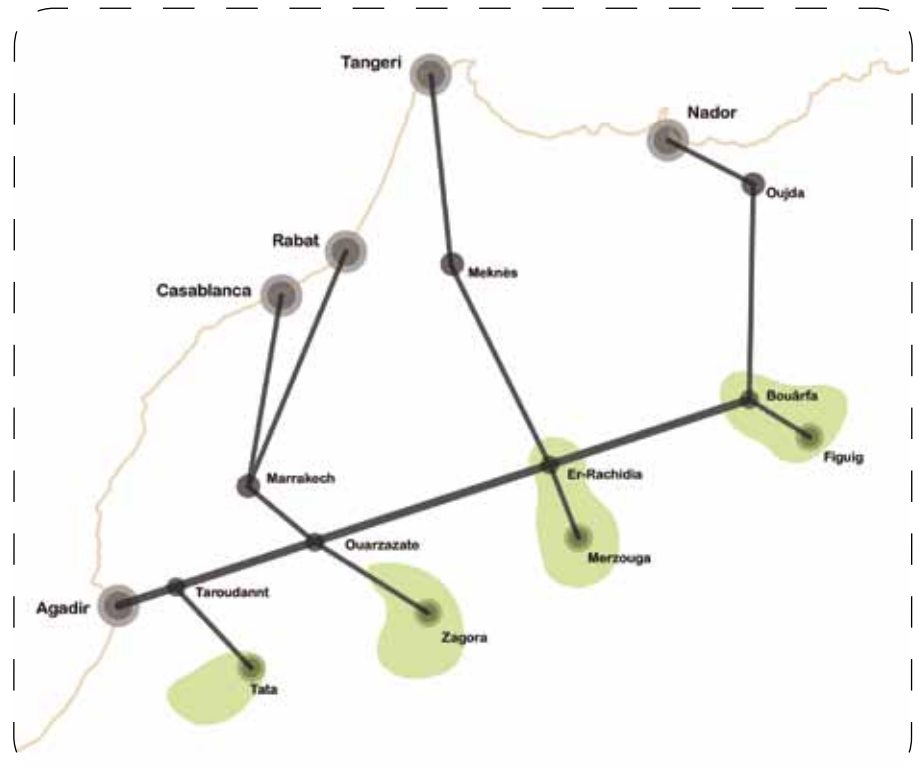 Tangeri
Nador
Oujda
Rabat
Meknès
Casablanca
Bouârfa
Figuig
Er-Rachidia
Marrakech
Ouarzazate
Merzouga
Taroudannt
Agadir
Zagora
Tata